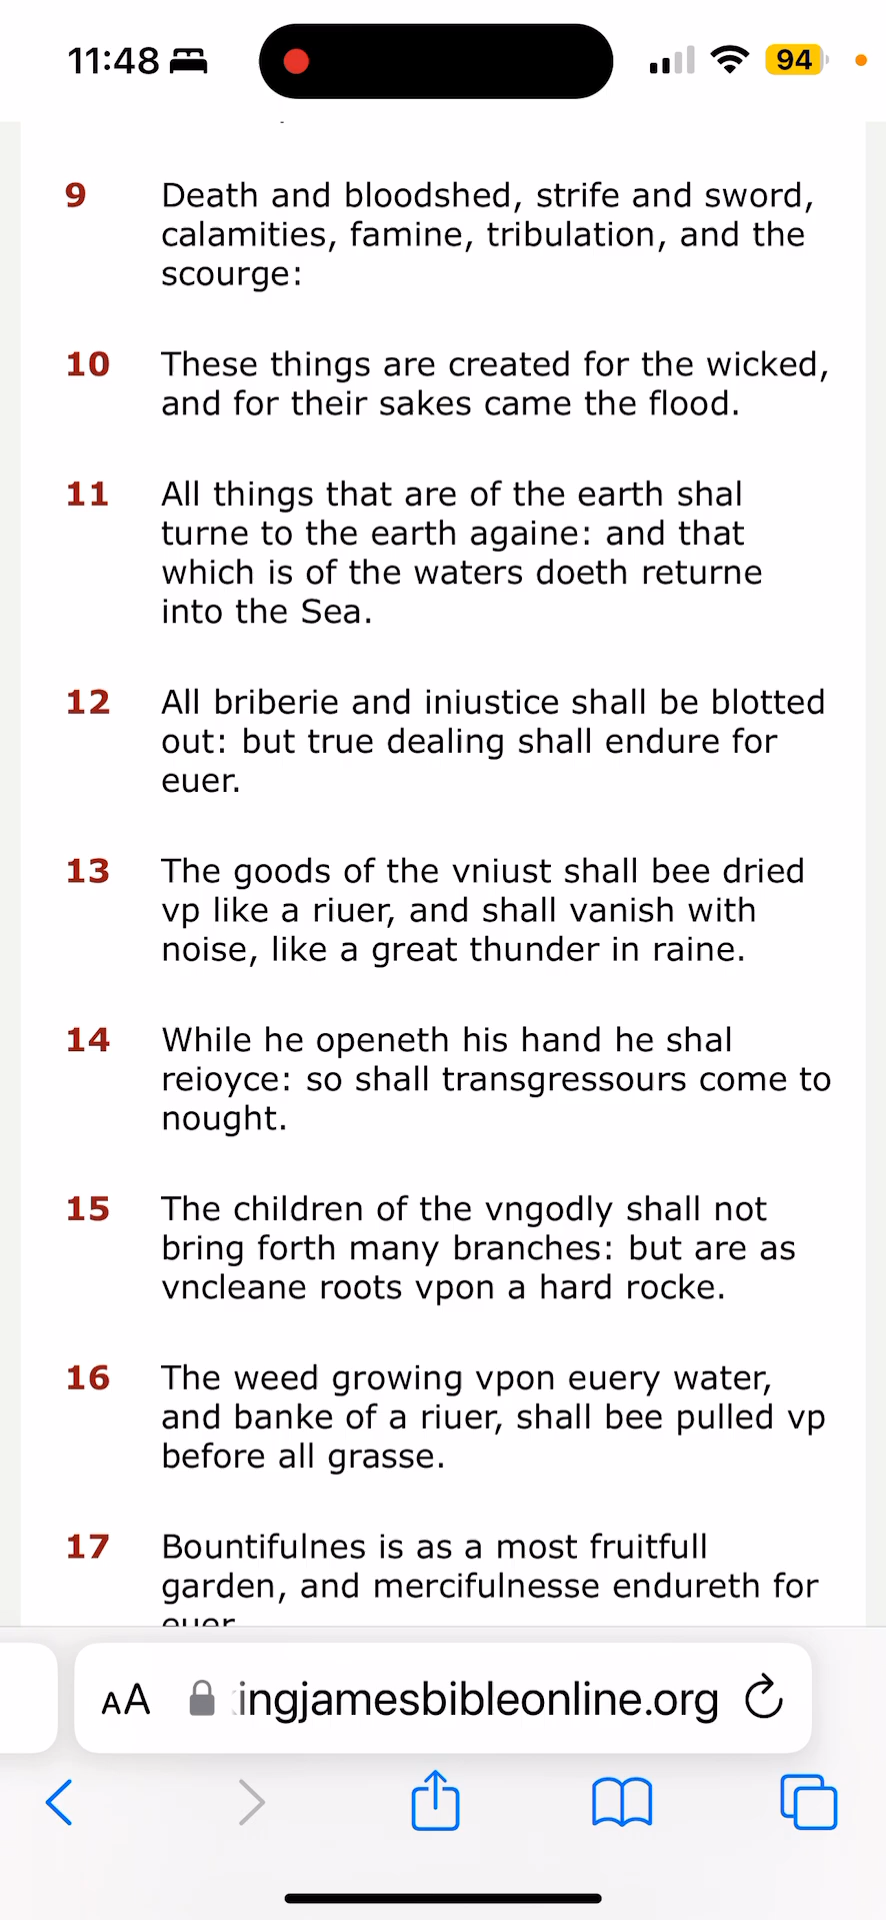 11:48
94
9 Death and bloodshed, strife and sword,
calamities, famine, tribulation, and the
scourge:
10 These things are created for the wicked,
and for their sakes came the flood.
11 All things that are of the earth shal
turne to the earth againe: and that
which is of the waters doeth returne
into the Sea.
12 All briberie and iniustice shall be blotted
out: but true dealing shall endure for
euer.
13 The goods of the vniust shall bee dried
vp like a riuer, and shall vanish with
noise, like a great thunder in raine.
14 While he openeth his hand he shal
reioyce: so shall transgressours come to
nought.
15 The children of the vngodly shall not
bring forth many branches: but are as
vncleane roots vpon a hard rocke.
16 The weed growing vpon euery water,
and banke of a riuer, shall bee pulled vp
before all grasse.
17 Bountifulnes is as a most fruitfull
garden, and mercifulnesse endureth for
euer
AA ingjamesbibleonline.org